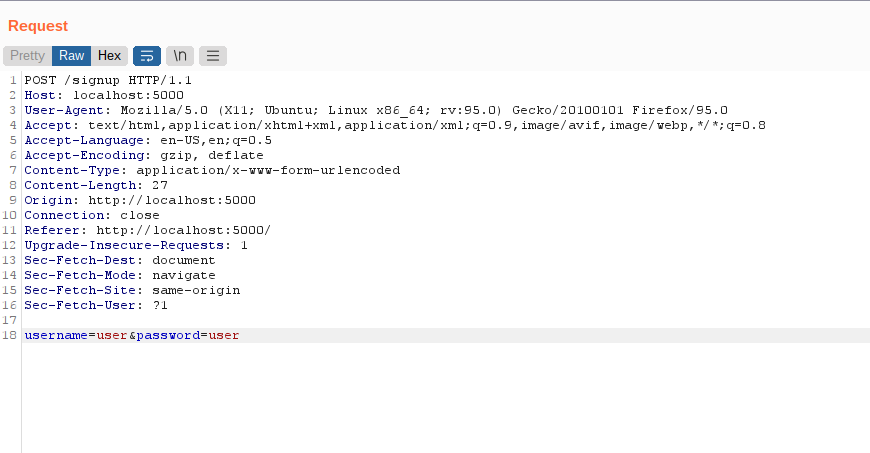 Request
Pretty Raw Hex \n
1 POST /signup HTTP/1.1
2 Host: localhost:5000
3 User-Agent: Mozilla/5.0 (X11; Ubuntu; Linux x86_64; rv:95.0) Gecko/20100101 Firefox/95.0
4 Accept: text/html,application/xhtml+xml,application/xml;q=0.9,image/avif,image/webp,*/*;q=0.8
5 Accept-Language: en-US,en;q=0.5
6 Accept-Encoding: gzip, deflate
7 Content-Type: application/x-www-form-urlencoded
8 Content-Length: 27
9 Origin: http://localhost:5000
10 Connection: close
11 Referer: http://localhost:5000/
12 Upgrade-Insecure-Requests: 1
13 Sec-Fetch-Dest: document
14 Sec-Fetch-Mode: navigate
15 Sec-Fetch-Site: same-origin
16 Sec-Fetch-User: ?1
17
18 username=user&password=user